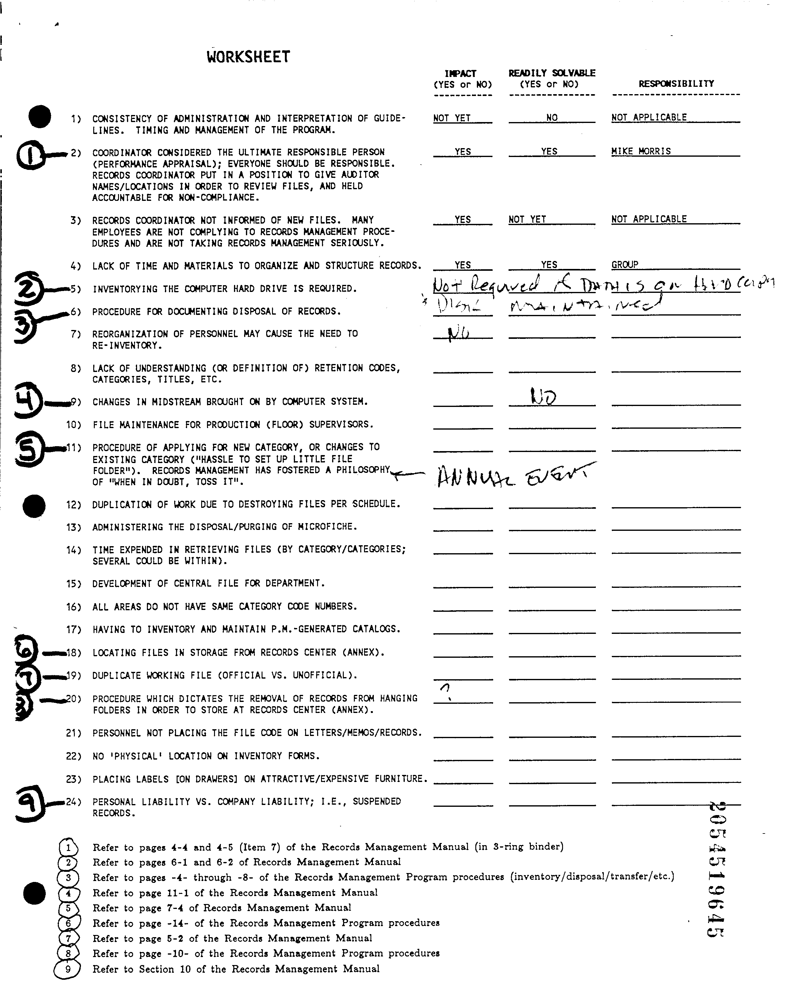 WORKSHEET
IMPACT READILY SOLVABLE
(YES or NO) (YES or NO) RESPONSIBILITY
1) CONSISTENCY OF ADMINISTRATION AND INTERPRETATION OF GUIDE- NOT YET NO NOT APPLICABLE
LINES. TIMING AND MANAGEMENT OF THE PROGRAM.
1 2) COORDINATOR CONSIDERED THE ULTIMATE RESPONSIBLE PERSON YES YES MIKE MORRIS
(PERFORMANCE APPRAISAL); EVERYONE SHOULD BE RESPONSIBLE.
RECORDS COORDINATOR PUT IN A POSITION TO GIVE AUDITOR
NAMES/LOCATIONS IN ORDER TO REVIEW FILES, AND HELD
ACCOUNTABLE FOR NON-COMPLIANCE.
3) RECORDS COORDINATOR NOT INFORMED OF NEW FILES. MANY YES NOT YET NOT APPLICABLE
EMPLOYEES ARE NOT COMPLYING TO RECORDS MANAGEMENT PROCE-
DURES AND ARE NOT TAKING RECORDS MANAGEMENT SERIOUSLY.
4) LACK OF TIME AND MATERIALS TO ORGANIZE AND STRUCTURE RECORDS. YES YES GROUP
2 5) INVENTORYING THE COMPUTER HARD DRIVE IS REQUIRED. Not Required if DATA IS on HARD COPY
3 6) PROCEDURE FOR DOCUMENTING DISPOSAL OF RECORDS. DISC MAINTAINED
7) REORGANIZATION OF PERSONNEL MAY CAUSE THE NEED TO NO
RE-INVENTORY.
8) LACK OF UNDERSTANDING (OR DEFINITION OF) RETENTION CODES,
CATEGORIES, TITLES, ETC.
4 9) CHANGES IN MIDSTREAM BROUGHT ON BY COMPUTER SYSTEM. NO
10) FILE MAINTENANCE FOR PRODUCTION (FLOOR) SUPERVISORS.
5 11) PROCEDURE OF APPLYING FOR NEW CATEGORY, OR CHANGES TO
EXISTING CATEGORY ("HASSLE TO SET UP LITTLE FILE
FOLDER"). RECORDS MANAGEMENT HAS FOSTERED A PHILOSOPHY ANNUAL EVENT
OF "WHEN IN DOUBT, TOSS IT".
12) DUPLICATION OF WORK DUE TO DESTROYING FILES PER SCHEDULE.
13) ADMINISTERING THE DISPOSAL/PURGING OF MICROFICHE.
14) TIME EXPENDED IN RETRIEVING FILES (BY CATEGORY/CATEGORIES;
SEVERAL COULD BE WITHIN).
15) DEVELOPMENT OF CENTRAL FILE FOR DEPARTMENT.
16) ALL AREAS DO NOT HAVE SAME CATEGORY CODE NUMBERS.
17) HAVING TO INVENTORY AND MAINTAIN P.M.-GENERATED CATALOGS.
6 18) LOCATING FILES IN STORAGE FROM RECORDS CENTER (ANNEX).
7 19) DUPLICATE WORKING FILE (OFFICIAL VS. UNOFFICIAL).
8 20) PROCEDURE WHICH DICTATES THE REMOVAL OF RECORDS FROM HANGING ?
FOLDERS IN ORDER TO STORE AT RECORDS CENTER (ANNEX).
21) PERSONNEL NOT PLACING THE FILE CODE ON LETTERS/MEMOS/RECORDS.
22) NO 'PHYSICAL' LOCATION ON INVENTORY FORMS.
23) PLACING LABELS [ON DRAWERS] ON ATTRACTIVE/EXPENSIVE FURNITURE.
9 24) PERSONAL LIABILITY VS. COMPANY LIABILITY; I.E., SUSPENDED
RECORDS.
1 Refer to pages 4-4 and 4-5 (Item 7) of the Records Management Manual (in 3-ring binder)
2 Refer to pages 6-1 and 6-2 of Records Management Manual
3 Refer to pages -4- through -8- of the Records Management Program procedures (inventory/disposal/transfer/etc.)
4 Refer to page 11-1 of the Records Management Manual
5 Refer to page 7-4 of Records Management Manual
6 Refer to page -14- of the Records Management Program procedures
7 Refer to page 5-2 of the Records Management Manual
8 Refer to page -10- of the Records Management Program procedures
9 Refer to Section 10 of the Records Management Manual
2054519645